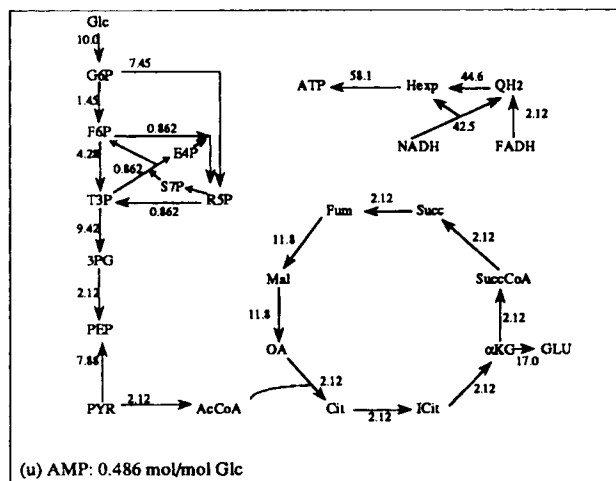 Glc
10.0
G6P 7.45
1.45
F6P 0.862
4.28 0.862 E4P
S7P
T3P 0.862 R5P
9.42
3PG
2.12
PEP
7.88
PYR 2.12 AcCoA
ATP 58.1 Hexp 44.6 QH2
42.5 2.12
NADH FADH
Fum 2.12 Succ
11.8 2.12
Mal SuccCoA
11.8 2.12
OA αKG GLU
17.0
2.12 2.12
Cit 2.12 ICit
(u) AMP: 0.486 mol/mol Glc